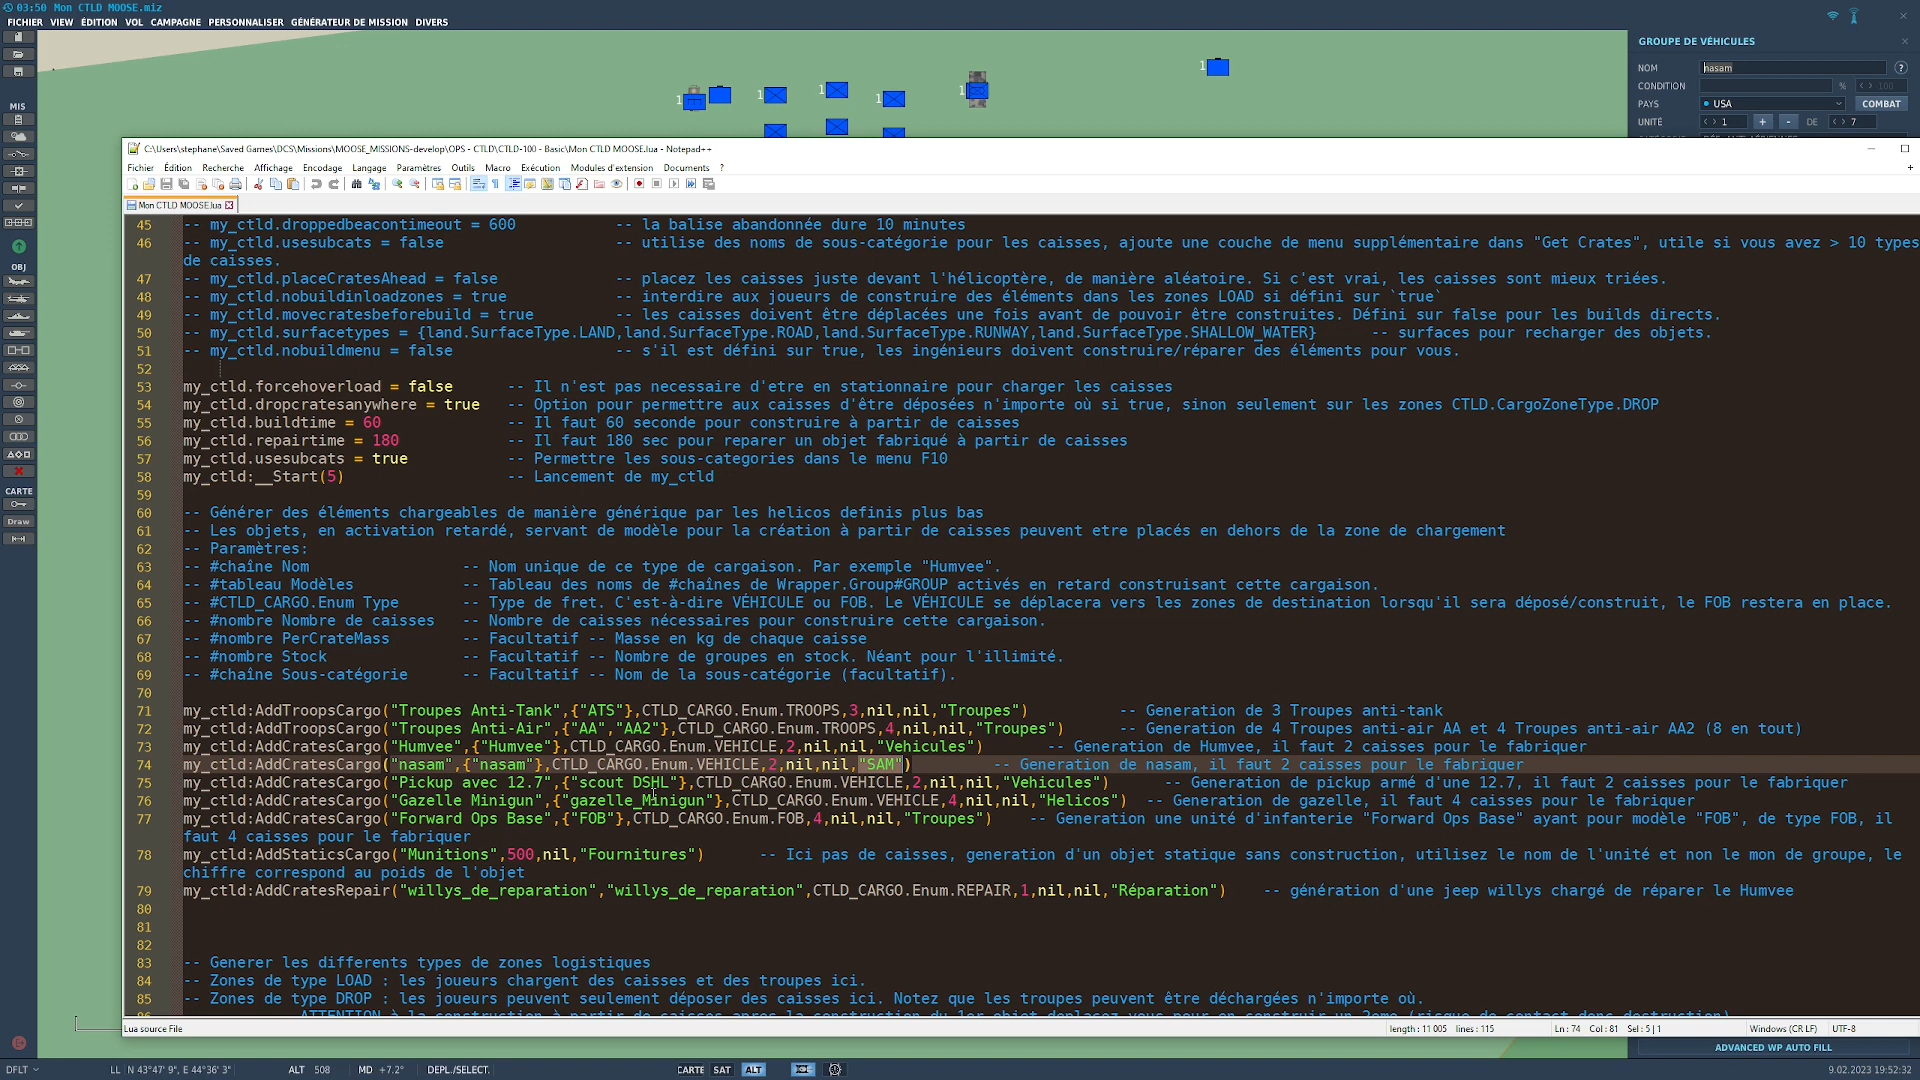 03:50 Mon CTLD MOOSE.miz
FICHIER VIEW ÉDITION VOL CAMPAGNE PERSONNALISER GÉNÉRATEUR DE MISSION DIVERS
GROUPE DE VÉHICULES
NOM nasam ?
CONDITION % < > 100
PAYS USA COMBAT
UNITÉ < > 1 + - DE < > 7
MIS
OBJ
CARTE
Draw
1
1
1
1
1
1
C:\Users\stephane\Saved Games\DCS\Missions\MOOSE_MISSIONS-develop\OPS - CTLD\CTLD-100 - Basic\Mon CTLD MOOSE.lua - Notepad++
Fichier Édition Recherche Affichage Encodage Langage Paramètres Outils Macro Exécution Modules d'extension Documents ?
Mon CTLD MOOSE.lua
45 -- my_ctld.droppedbeacontimeout = 600 -- la balise abandonnée dure 10 minutes
46 -- my_ctld.usesubcats = false -- utilise des noms de sous-catégorie pour les caisses, ajoute une couche de menu supplémentaire dans "Get Crates", utile si vous avez > 10 types
de caisses.
47 -- my_ctld.placeCratesAhead = false -- placez les caisses juste devant l'hélicoptère, de manière aléatoire. Si c'est vrai, les caisses sont mieux triées.
48 -- my_ctld.nobuildinloadzones = true -- interdire aux joueurs de construire des éléments dans les zones LOAD si défini sur `true`
49 -- my_ctld.movecratesbeforebuild = true -- les caisses doivent être déplacées une fois avant de pouvoir être construites. Défini sur false pour les builds directs.
50 -- my_ctld.surfacetypes = {land.SurfaceType.LAND,land.SurfaceType.ROAD,land.SurfaceType.RUNWAY,land.SurfaceType.SHALLOW_WATER} -- surfaces pour recharger des objets.
51 -- my_ctld.nobuildmenu = false -- s'il est défini sur true, les ingénieurs doivent construire/réparer des éléments pour vous.
52
53 my_ctld.forcehoverload = false -- Il n'est pas necessaire d'etre en stationnaire pour charger les caisses
54 my_ctld.dropcratesanywhere = true -- Option pour permettre aux caisses d'être déposées n'importe où si true, sinon seulement sur les zones CTLD.CargoZoneType.DROP
55 my_ctld.buildtime = 60 -- Il faut 60 seconde pour construire à partir de caisses
56 my_ctld.repairtime = 180 -- Il faut 180 sec pour reparer un objet fabriqué à partir de caisses
57 my_ctld.usesubcats = true -- Permettre les sous-categories dans le menu F10
58 my_ctld:__Start(5) -- Lancement de my_ctld
59
60 -- Générer des éléments chargeables de manière générique par les helicos definis plus bas
61 -- Les objets, en activation retardé, servant de modèle pour la création à partir de caisses peuvent etre placés en dehors de la zone de chargement
62 -- Paramètres:
63 -- #chaîne Nom -- Nom unique de ce type de cargaison. Par exemple "Humvee".
64 -- #tableau Modèles -- Tableau des noms de #chaînes de Wrapper.Group#GROUP activés en retard construisant cette cargaison.
65 -- #CTLD_CARGO.Enum Type -- Type de fret. C'est-à-dire VÉHICULE ou FOB. Le VÉHICULE se déplacera vers les zones de destination lorsqu'il sera déposé/construit, le FOB restera en place.
66 -- #nombre Nombre de caisses -- Nombre de caisses nécessaires pour construire cette cargaison.
67 -- #nombre PerCrateMass -- Facultatif -- Masse en kg de chaque caisse
68 -- #nombre Stock -- Facultatif -- Nombre de groupes en stock. Néant pour l'illimité.
69 -- #chaîne Sous-catégorie -- Facultatif -- Nom de la sous-catégorie (facultatif).
70
71 my_ctld:AddTroopsCargo("Troupes Anti-Tank",{"ATS"},CTLD_CARGO.Enum.TROOPS,3,nil,nil,"Troupes") -- Generation de 3 Troupes anti-tank
72 my_ctld:AddTroopsCargo("Troupes Anti-Air",{"AA","AA2"},CTLD_CARGO.Enum.TROOPS,4,nil,nil,"Troupes") -- Generation de 4 Troupes anti-air AA et 4 Troupes anti-air AA2 (8 en tout)
73 my_ctld:AddCratesCargo("Humvee",{"Humvee"},CTLD_CARGO.Enum.VEHICLE,2,nil,nil,"Vehicules") -- Generation de Humvee, il faut 2 caisses pour le fabriquer
74 my_ctld:AddCratesCargo("nasam",{"nasam"},CTLD_CARGO.Enum.VEHICLE,2,nil,nil,"SAM") -- Generation de nasam, il faut 2 caisses pour le fabriquer
75 my_ctld:AddCratesCargo("Pickup avec 12.7",{"scout DSHL"},CTLD_CARGO.Enum.VEHICLE,2,nil,nil,"Vehicules") -- Generation de pickup armé d'une 12.7, il faut 2 caisses pour le fabriquer
76 my_ctld:AddCratesCargo("Gazelle Minigun",{"gazelle_Minigun"},CTLD_CARGO.Enum.VEHICLE,4,nil,nil,"Helicos") -- Generation de gazelle, il faut 4 caisses pour le fabriquer
77 my_ctld:AddCratesCargo("Forward Ops Base",{"FOB"},CTLD_CARGO.Enum.FOB,4,nil,nil,"Troupes") -- Generation une unité d'infanterie "Forward Ops Base" ayant pour modèle "FOB", de type FOB, il
faut 4 caisses pour le fabriquer
78 my_ctld:AddStaticsCargo("Munitions",500,nil,"Fournitures") -- Ici pas de caisses, generation d'un objet statique sans construction, utilisez le nom de l'unité et non le mon de groupe, le
chiffre correspond au poids de l'objet
79 my_ctld:AddCratesRepair("willys_de_reparation","willys_de_reparation",CTLD_CARGO.Enum.REPAIR,1,nil,nil,"Réparation") -- génération d'une jeep willys chargé de réparer le Humvee
80
81
82
83 -- Generer les differents types de zones logistiques
84 -- Zones de type LOAD : les joueurs chargent des caisses et des troupes ici.
85 -- Zones de type DROP : les joueurs peuvent seulement déposer des caisses ici. Notez que les troupes peuvent être déchargées n'importe où.
Lua source File length : 11 005 lines : 115 Ln : 74 Col : 81 Sel : 5 | 1 Windows (CR LF) UTF-8
ADVANCED WP AUTO FILL
DFLT LL N 43°47' 9", E 44°36' 3" ALT 508 MD +7.2° DEPL./SELECT. CARTE SAT ALT 9.02.2023 19:52:32